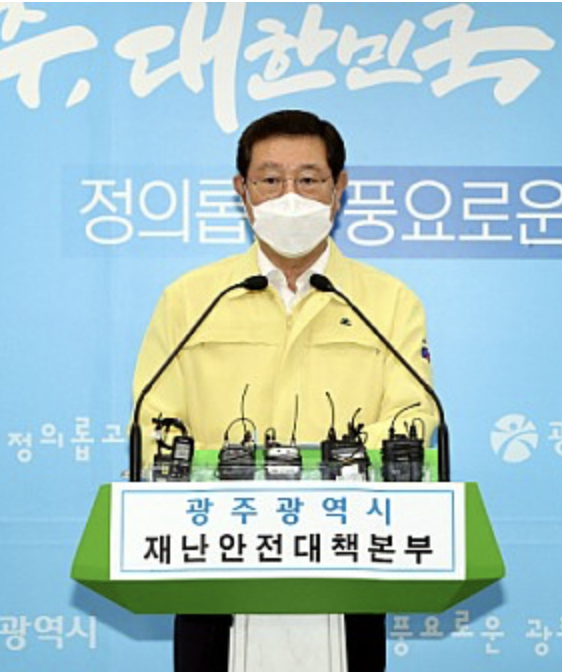 주, 대한민국
정의롭 풍요로운
정의롭고
광주광역시
재난안전대책본부
광역시 풍요로운 광